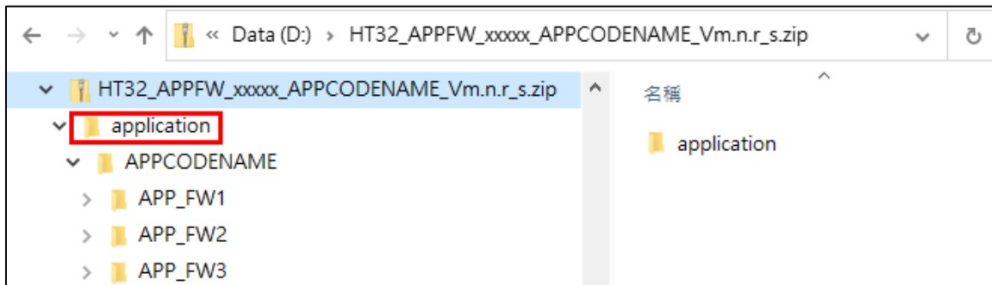 « Data (D:) › HT32_APPFW_xxxxx_APPCODENAME_Vm.n.r_s.zip
HT32_APPFW_xxxxx_APPCODENAME_Vm.n.r_s.zip
application
APPCODENAME
APP_FW1
APP_FW2
APP_FW3
名稱
application